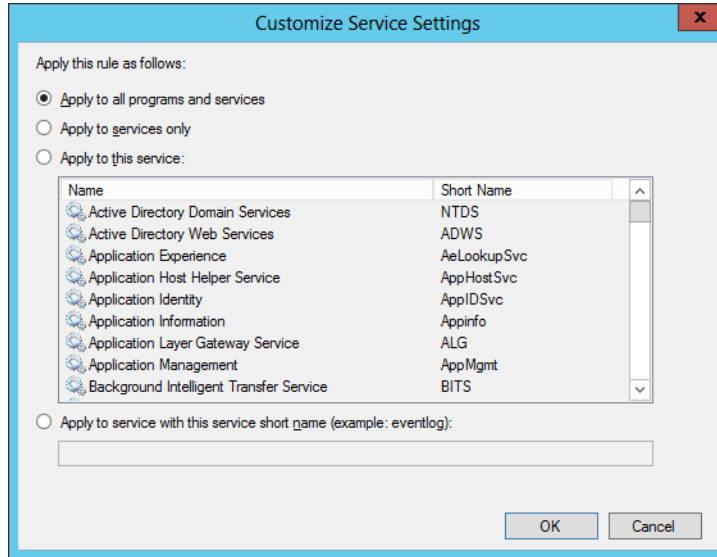 Customize Service Settings
x
Apply this rule as follows:
Apply to all programs and services
Apply to services only
Apply to this service:
Name Short Name
Active Directory Domain Services NTDS
Active Directory Web Services ADWS
Application Experience AeLookupSvc
Application Host Helper Service AppHostSvc
Application Identity AppIDSvc
Application Information Appinfo
Application Layer Gateway Service ALG
Application Management AppMgmt
Background Intelligent Transfer Service BITS
Apply to service with this service short name (example: eventlog):
OK Cancel